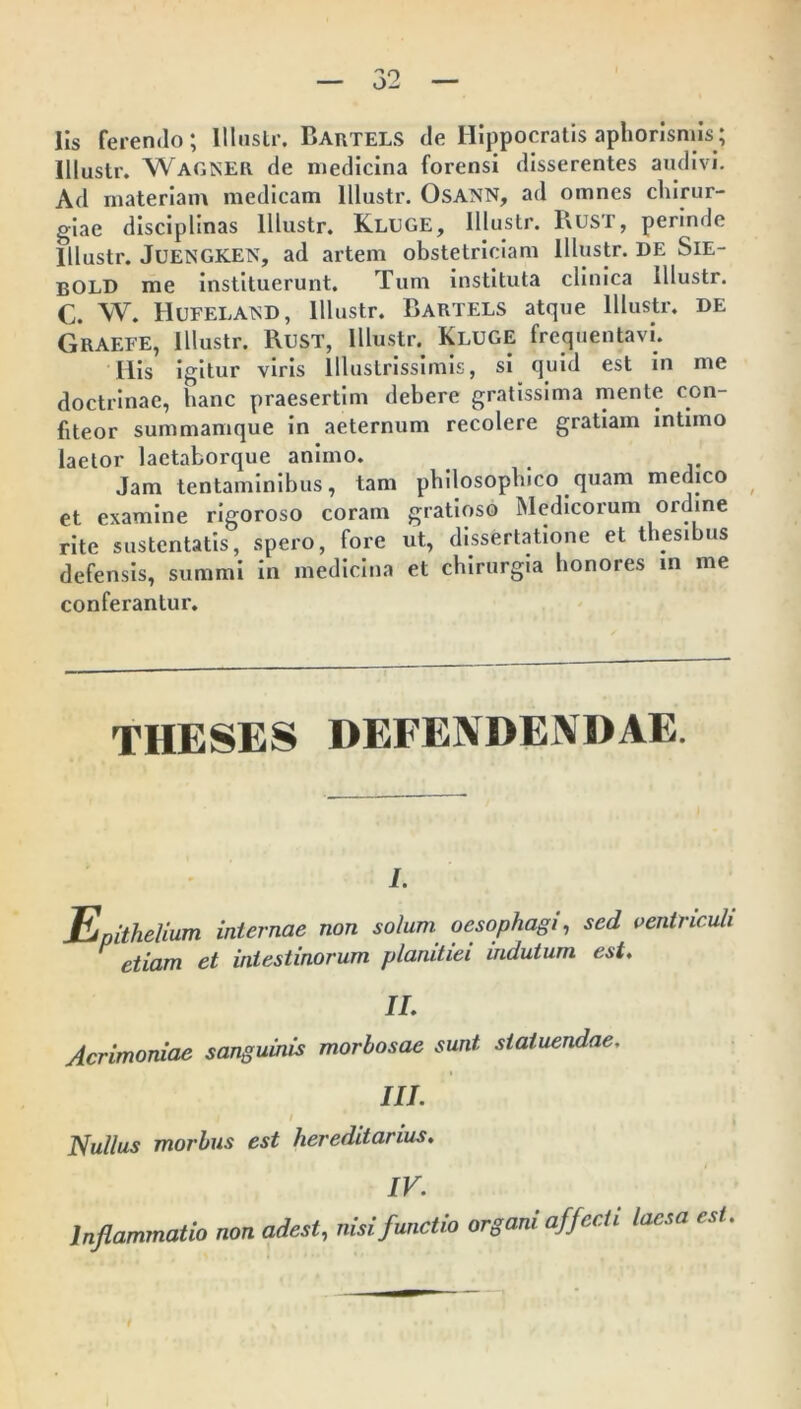 — 32 —
lis ferendo; Illustr. BARTELS de Hippocratis aphorismis;
Illustr. WAGNER de medicina forensi disserentes audivi.
Ad materiam medicam Illustr. OSANN, ad omnes chirur-
giae disciplinas Illustr. KLUGE, Illustr. RUST, perinde
Illustr. JUENGKEN, ad artem obstetriciam Illustr. DE SIE-
BOLD me instituerunt. Tum instituta clinica Illustr.
C. W. HUFELAND, Illustr. BARTELS atque Illustr. DE
GRAEFE, Illustr. RUST, Illustr. KLUGE frequentavi.
His igitur viris Illustrissimis, si quid est in me
doctrinae, hanc praesertim debere gratissima mente con-
fiteor summamque in aeternum recolere gratiam intimo
laetor laetaborque animo.
Jam tentaminibus, tam philosophico quam medico
et examine rigoroso coram gratioso Medicorum ordine
rite sustentatis, spero, fore ut, dissertatione et thesibus
defensis, summi in medicina et chirurgia honores in me
conferantur.
THESES DEFENDENDAE.
I.
Epithelium internae non solum oesophagi, sed ventriculi
etiam et intestinorum planitiei indutum est.
II.
Acrimoniae sanguinis morbosae sunt statuendae.
III.
Nullus morbus est hereditarius.
IV.
Inflammatio non adest, nisi functio organi affecti laesa est.